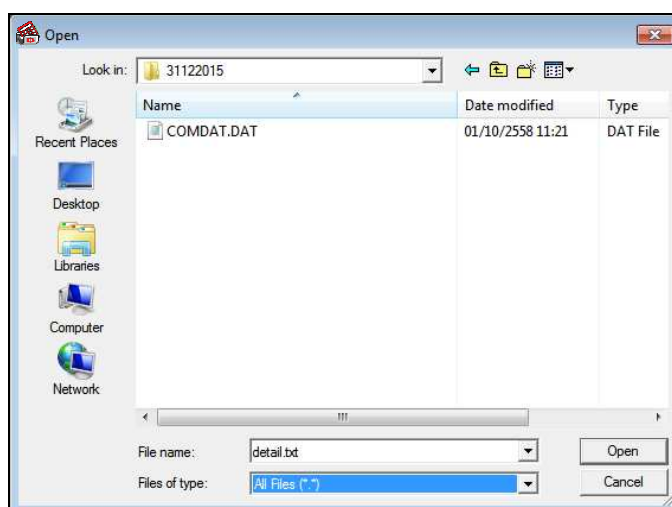 Open
Look in: 31122015
Name Date modified Type
COMDAT.DAT 01/10/2558 11:21 DAT File
Recent Places
Desktop
Libraries
Computer
Network
File name: detail.txt Open
Files of type: All Files (*.*) Cancel